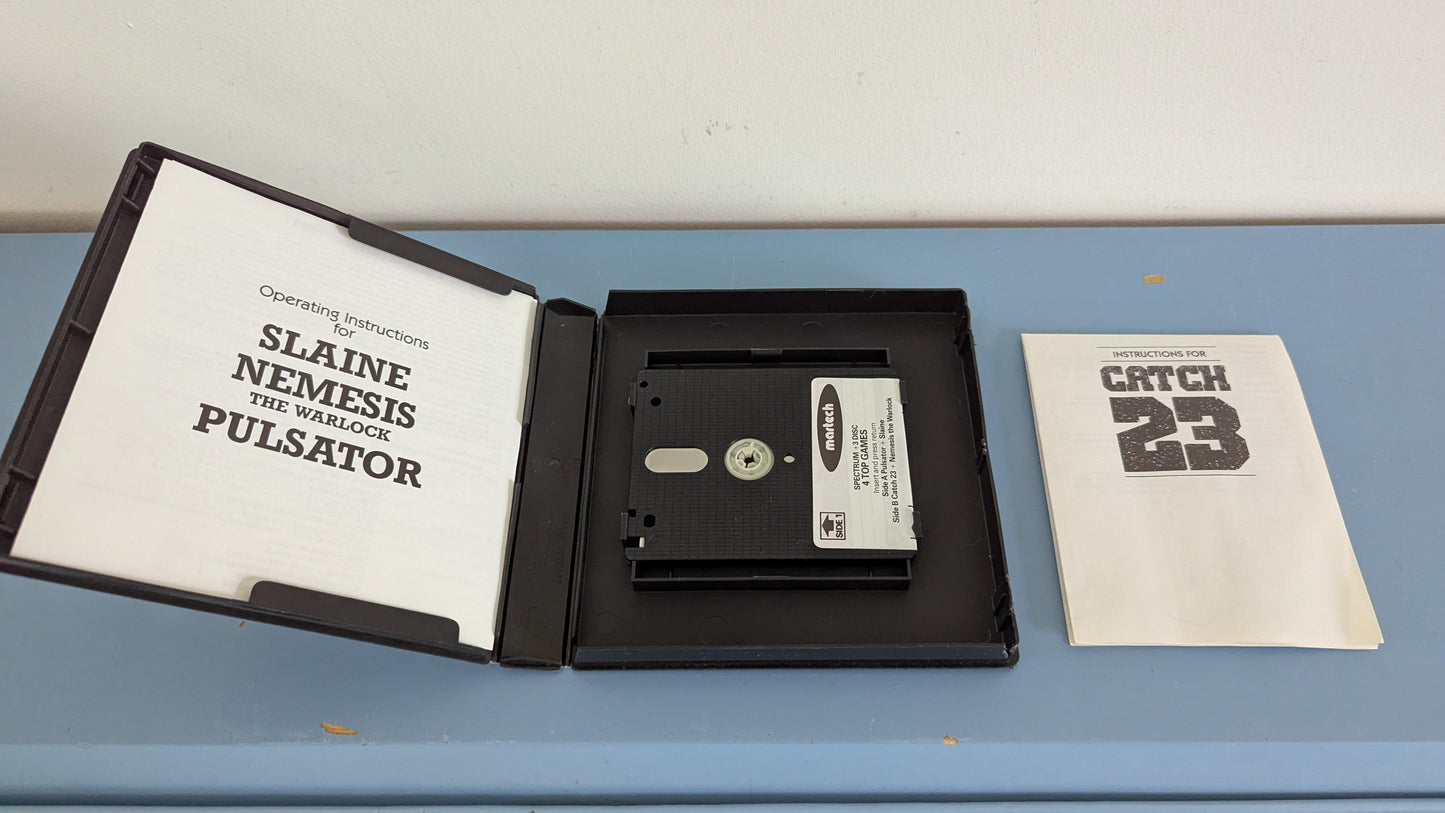 Operating Instructions
for
SLAINE
NEMESIS
THE WARLOCK
PULSATOR
martech
SPECTRUM +3 DISC
4 TOP GAMES
Insert and press return
Side A Pulsator + Slaine
Side B Catch 23 + Nemesis the Warlock
SIDE 1
INSTRUCTIONS FOR
CATCH
23